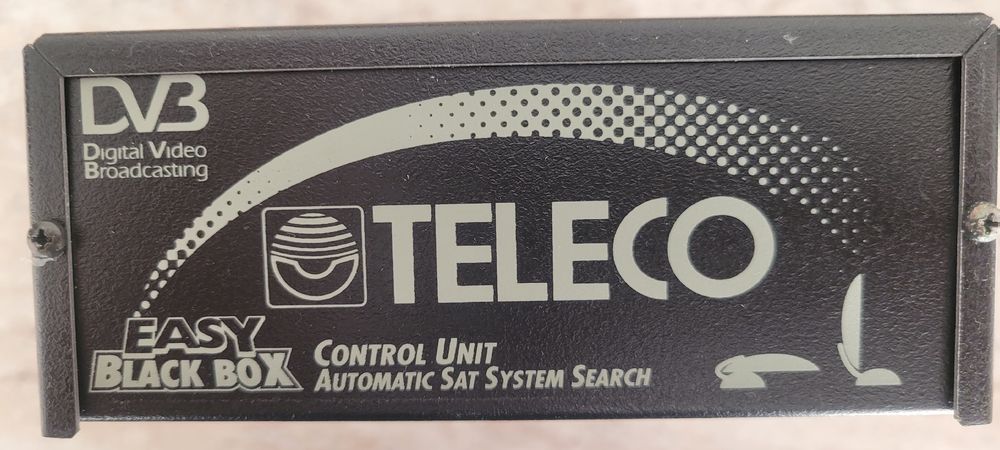 DVB
Digital Video
Broadcasting
TELECO
EASY
BLACK BOX
CONTROL UNIT
AUTOMATIC SAT SYSTEM SEARCH